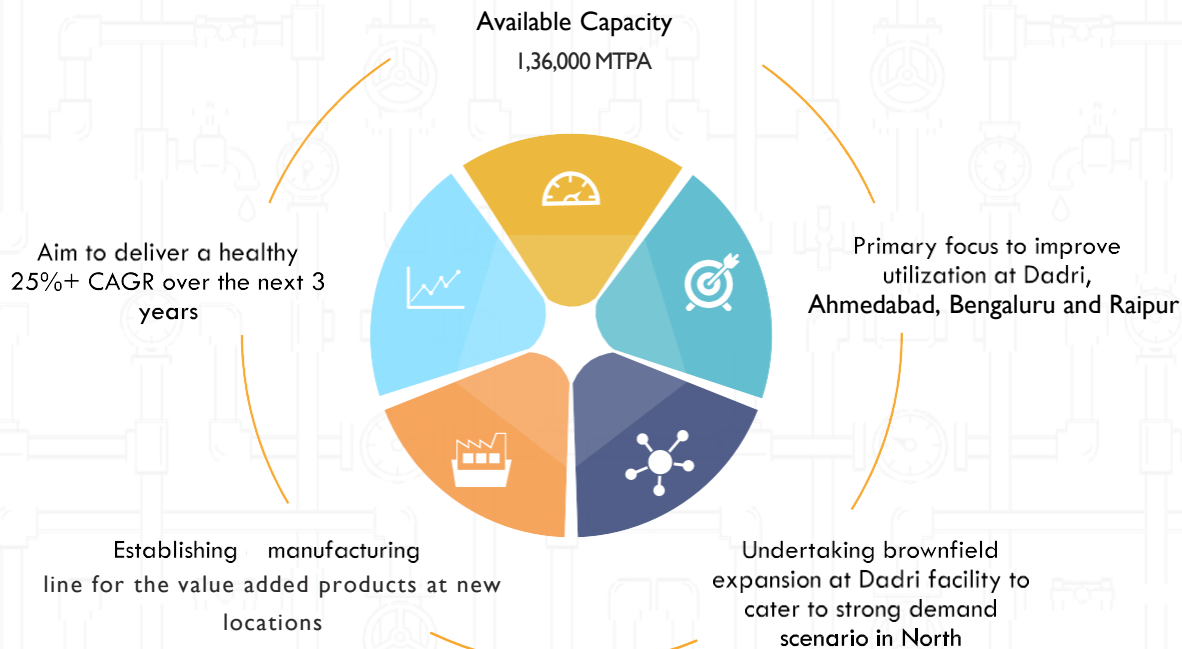 Available Capacity
1,36,000 MTPA
Primary focus to improve
utilization at Dadri,
Ahmedabad, Bengaluru and Raipur
Undertaking brownfield
expansion at Dadri facility to
cater to strong demand
scenario in North
Establishing manufacturing
line for the value added products at new
locations
Aim to deliver a healthy
25%+ CAGR over the next 3
years